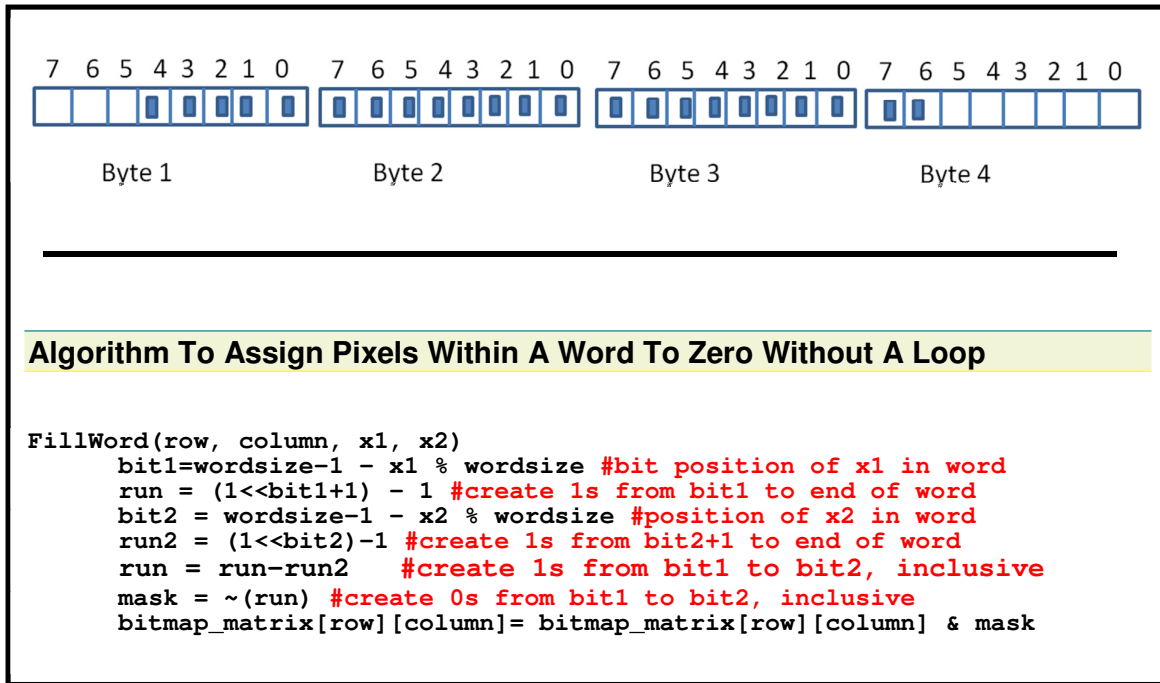 7 6 5 4 3 2 1 0 7 6 5 4 3 2 1 0 7 6 5 4 3 2 1 0 7 6 5 4 3 2 1 0
Byte 1 Byte 2 Byte 3 Byte 4
Algorithm To Assign Pixels Within A Word To Zero Without A Loop
FillWord(row, column, x1, x2)
bit1=wordsize-1 - x1 % wordsize #bit position of x1 in word
run = (1<<bit1+1) - 1 #create 1s from bit1 to end of word
bit2 = wordsize-1 - x2 % wordsize #position of x2 in word
run2 = (1<<bit2)-1 #create 1s from bit2+1 to end of word
run = run-run2 #create 1s from bit1 to bit2, inclusive
mask = ~(run) #create 0s from bit1 to bit2, inclusive
bitmap_matrix[row][column]= bitmap_matrix[row][column] & mask